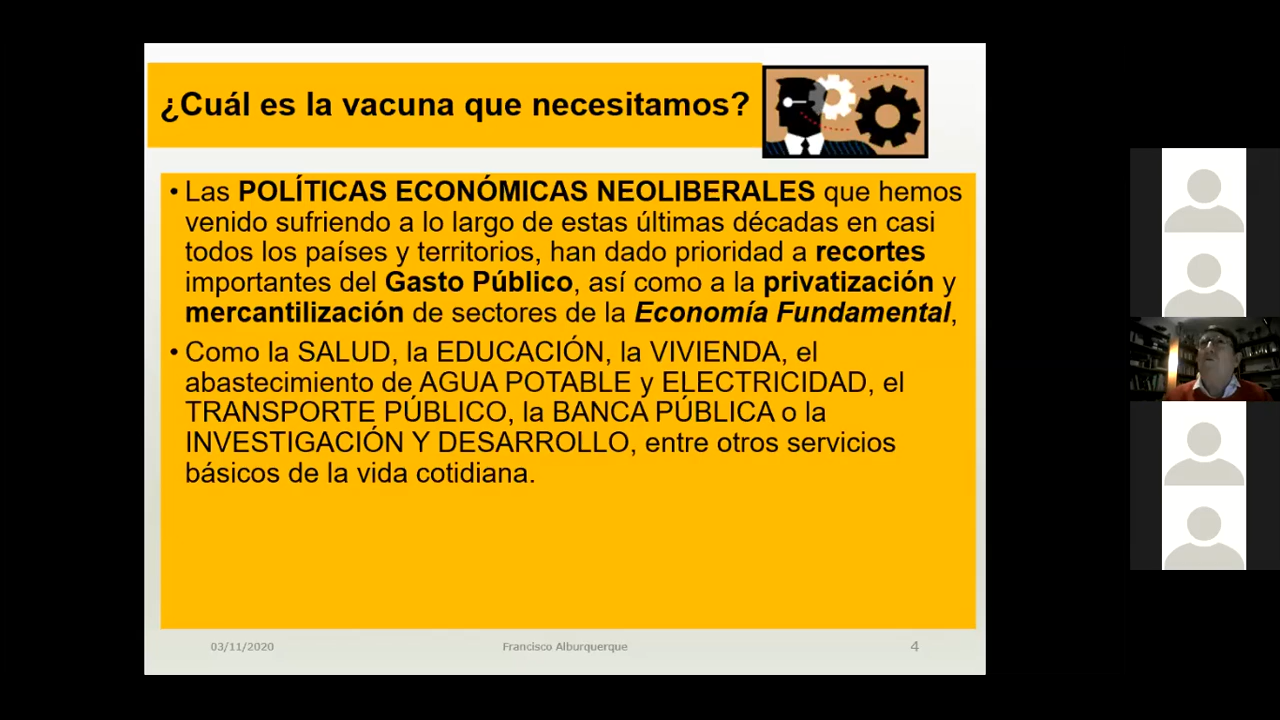 ¿Cuál es la vacuna que necesitamos?
• Las POLÍTICAS ECONÓMICAS NEOLIBERALES que hemos
venido sufriendo a lo largo de estas últimas décadas en casi
todos los países y territorios, han dado prioridad a recortes
importantes del Gasto Público, así como a la privatización y
mercantilización de sectores de la Economía Fundamental,
• Como la SALUD, la EDUCACIÓN, la VIVIENDA, el
abastecimiento de AGUA POTABLE y ELECTRICIDAD, el
TRANSPORTE PÚBLICO, la BANCA PÚBLICA o la
INVESTIGACIÓN Y DESARROLLO, entre otros servicios
básicos de la vida cotidiana.
03/11/2020
Francisco Alburquerque
4